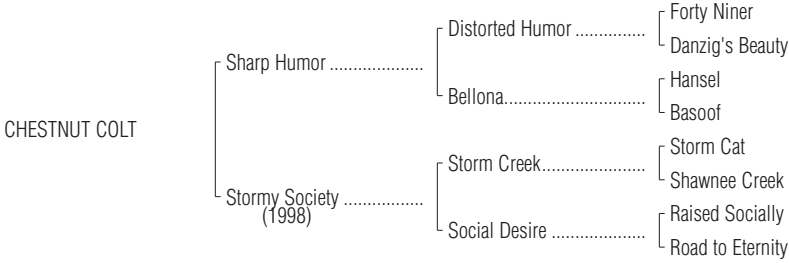 Forty Niner
Distorted Humor ...............
Danzig's Beauty
Sharp Humor ....................
Hansel
Bellona..............................
Basoof
CHESTNUT COLT
Storm Cat
Storm Creek......................
Shawnee Creek
Stormy Society .................
(1998)
Raised Socially
Social Desire ....................
Road to Eternity